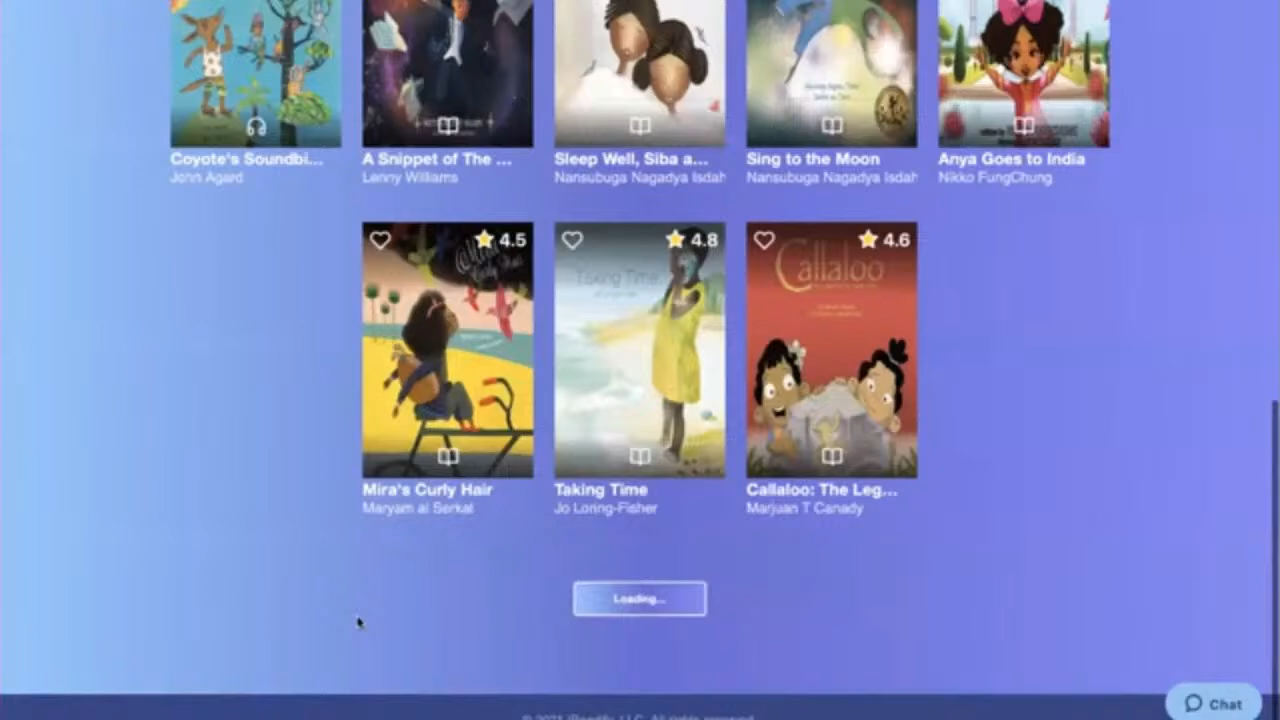 Coyote's Soundbi...
John Agard
A Snippet of The ...
Lenny Williams
Sleep Well, Siba a...
Nansubuga Nagadya Isdah
Sing to the Moon
Nansubuga Nagadya Isdah
Anya Goes to India
Nikko FungChung
4.5
Mira's Curly Hair
Maryam al Serkal
4.8
Taking Time
Taking Time
Jo Loring-Fisher
4.6
Callaloo
Callaloo: The Leg...
Marjuan T Canady
Loading...
Chat